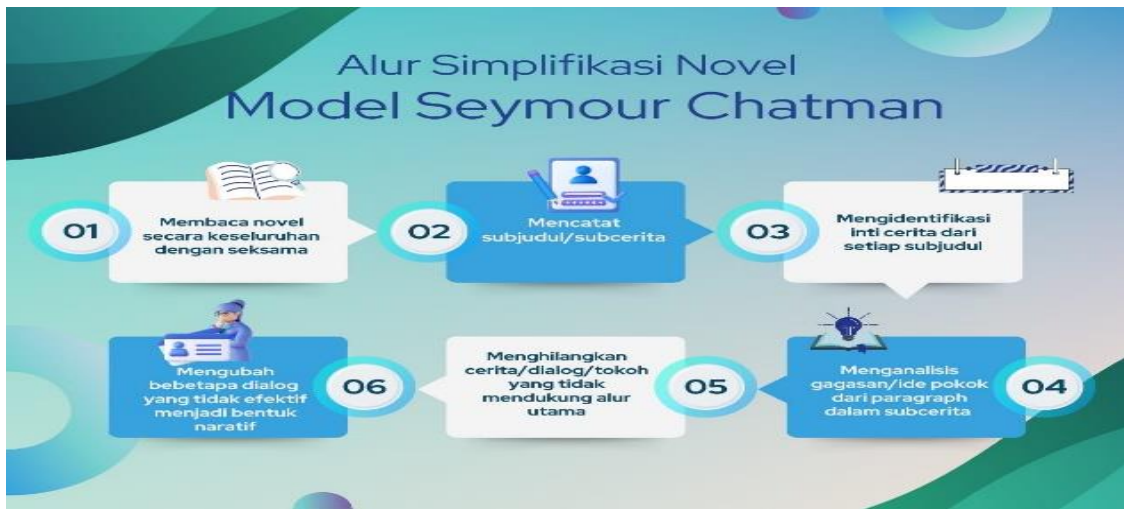 Alur Simplifikasi Novel
Model Seymour Chatman
01
Membaca novel
secara keseluruhan
dengan seksama
02
Mencatat
subjudul/subcerita
03
Mengidentifikasi
inti cerita dari
setiap subjudul
04
Menganalisis
gagasan/ide pokok
dari paragraph
dalam subcerita
05
Menghilangkan
cerita/dialog/tokoh
yang tidak
mendukung alur
utama
06
Mengubah
bebetapa dialog
yang tidak efektif
menjadi bentuk
naratif